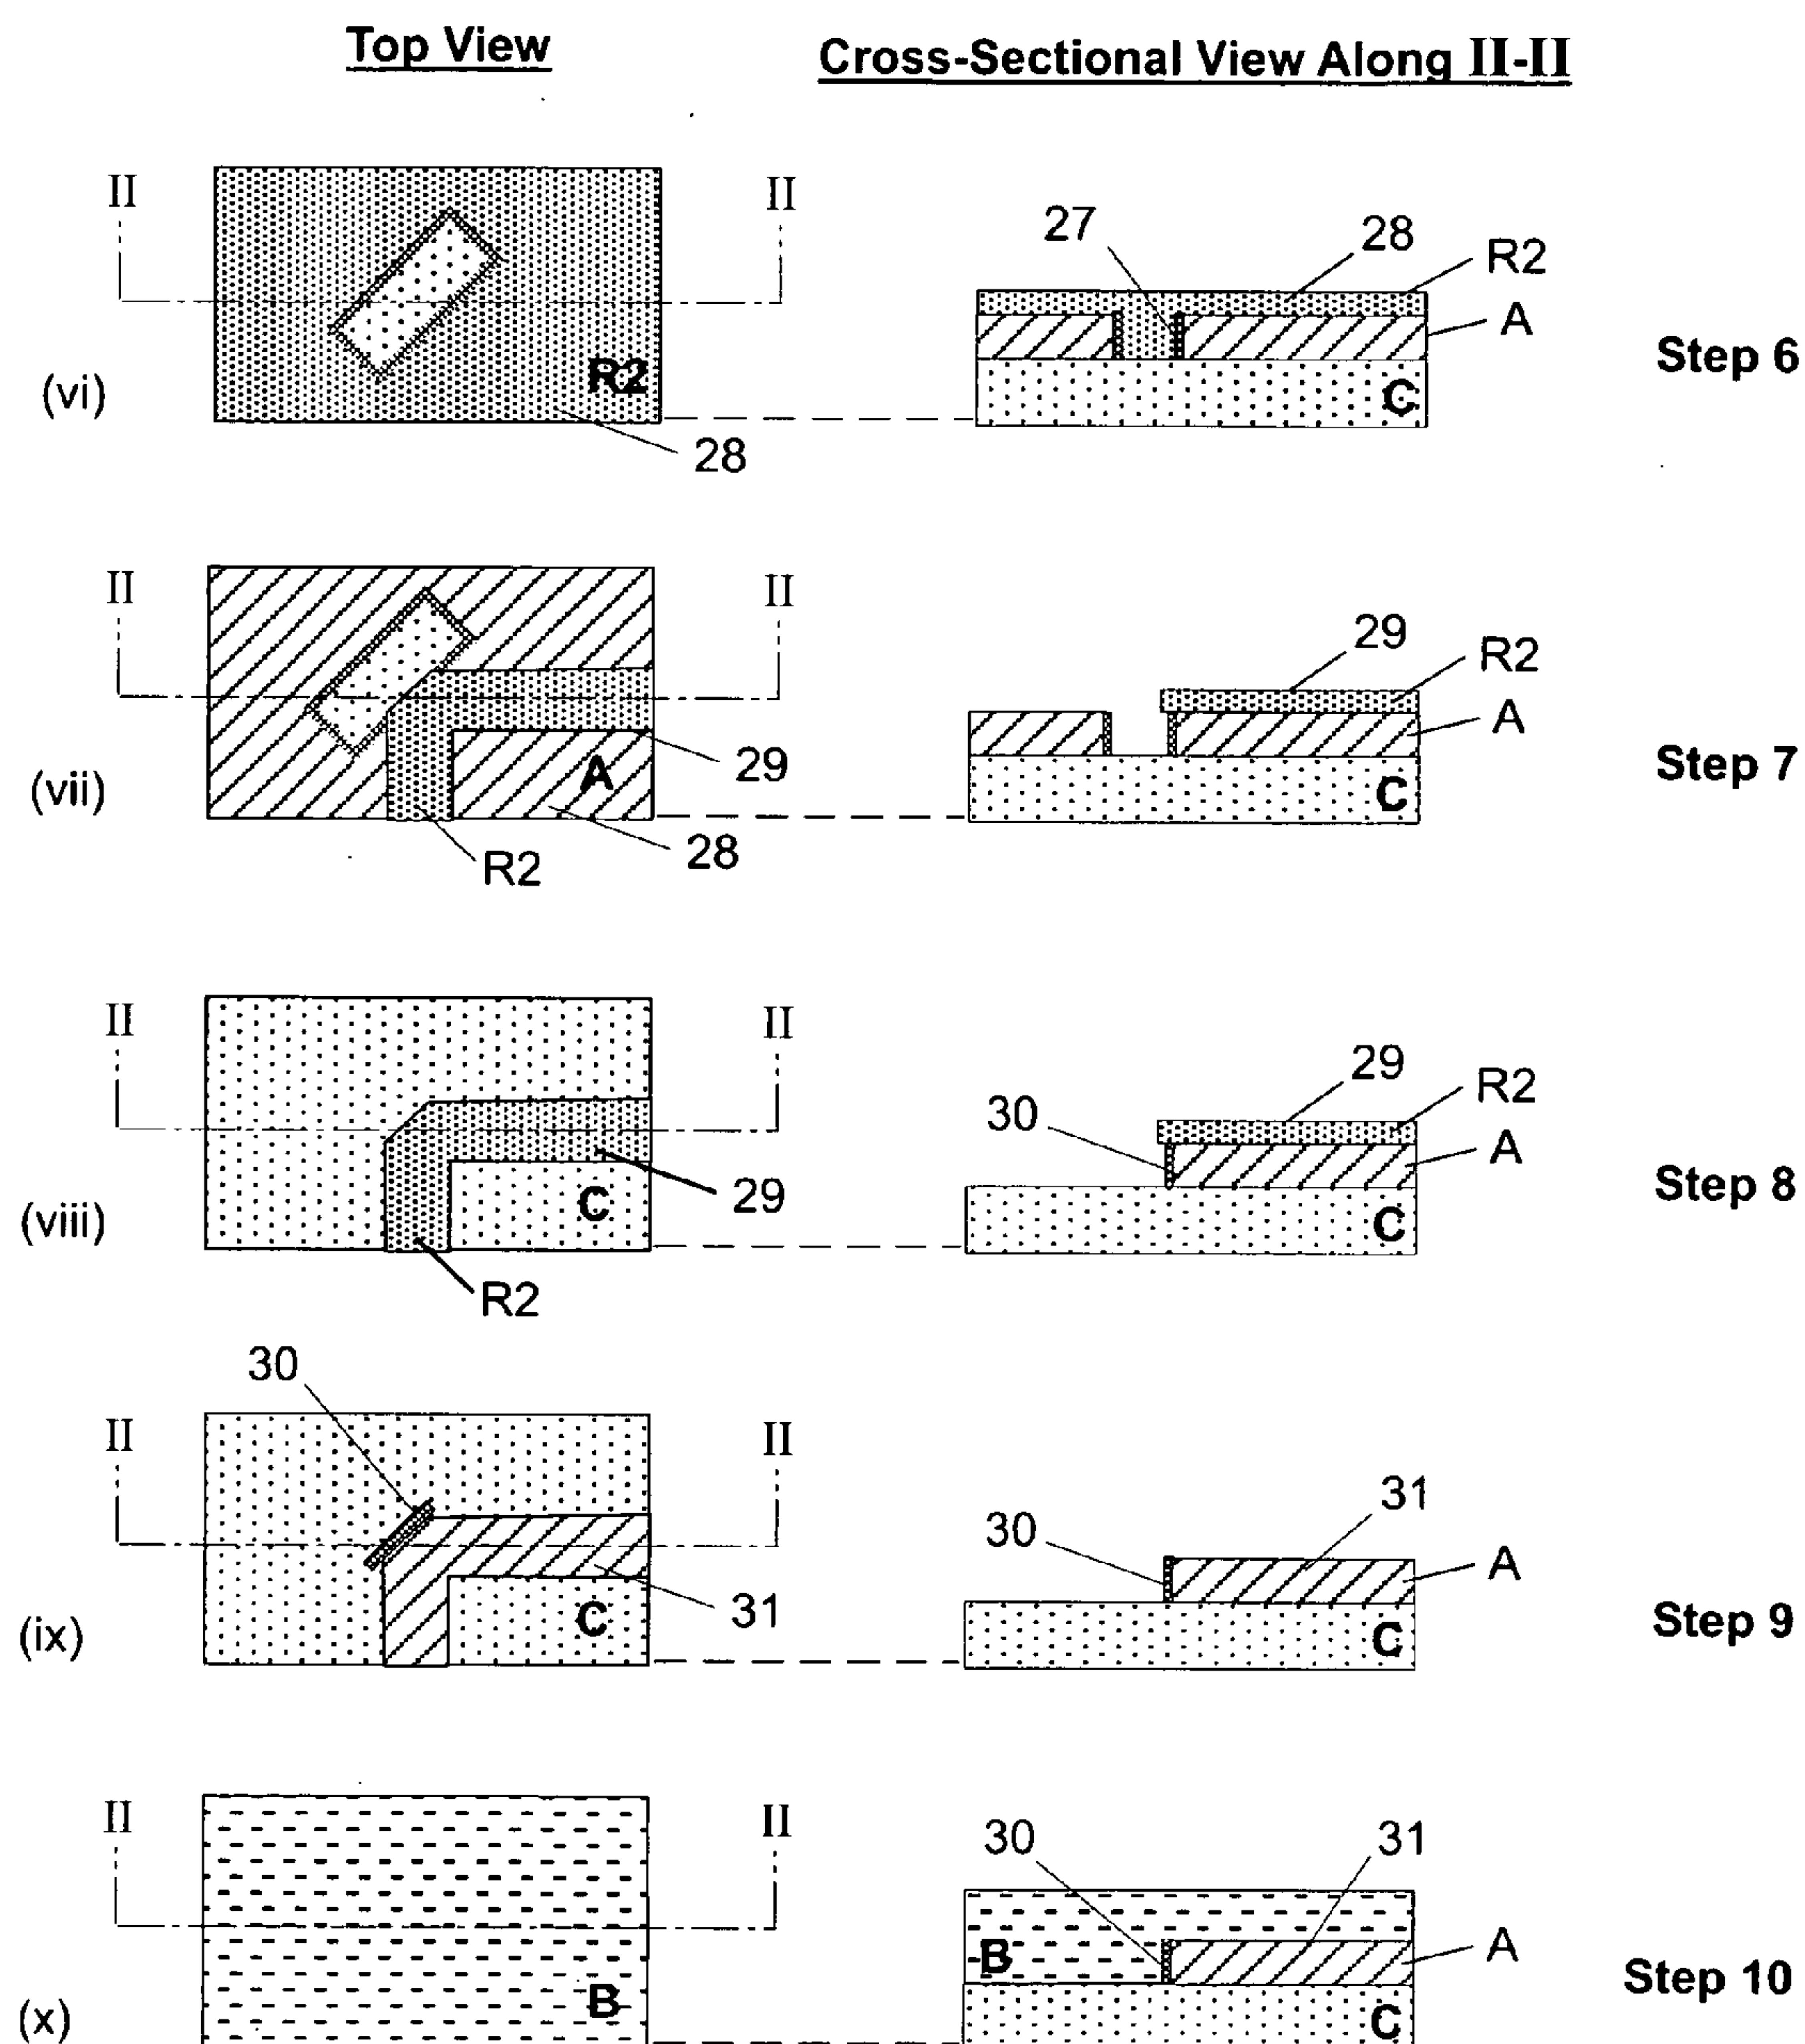 Top View
Cross-Sectional View Along II-II
II
II
27
28
R2
A
R2
C
Step 6
(vi)
28
II
II
29
R2
A
A
29
C
Step 7
(vii)
R2
28
II
II
29
R2
30
A
C
29
C
Step 8
(viii)
R2
30
II
II
31
30
A
C
31
C
Step 9
(ix)
II
II
30
31
B
A
B
C
Step 10
(x)